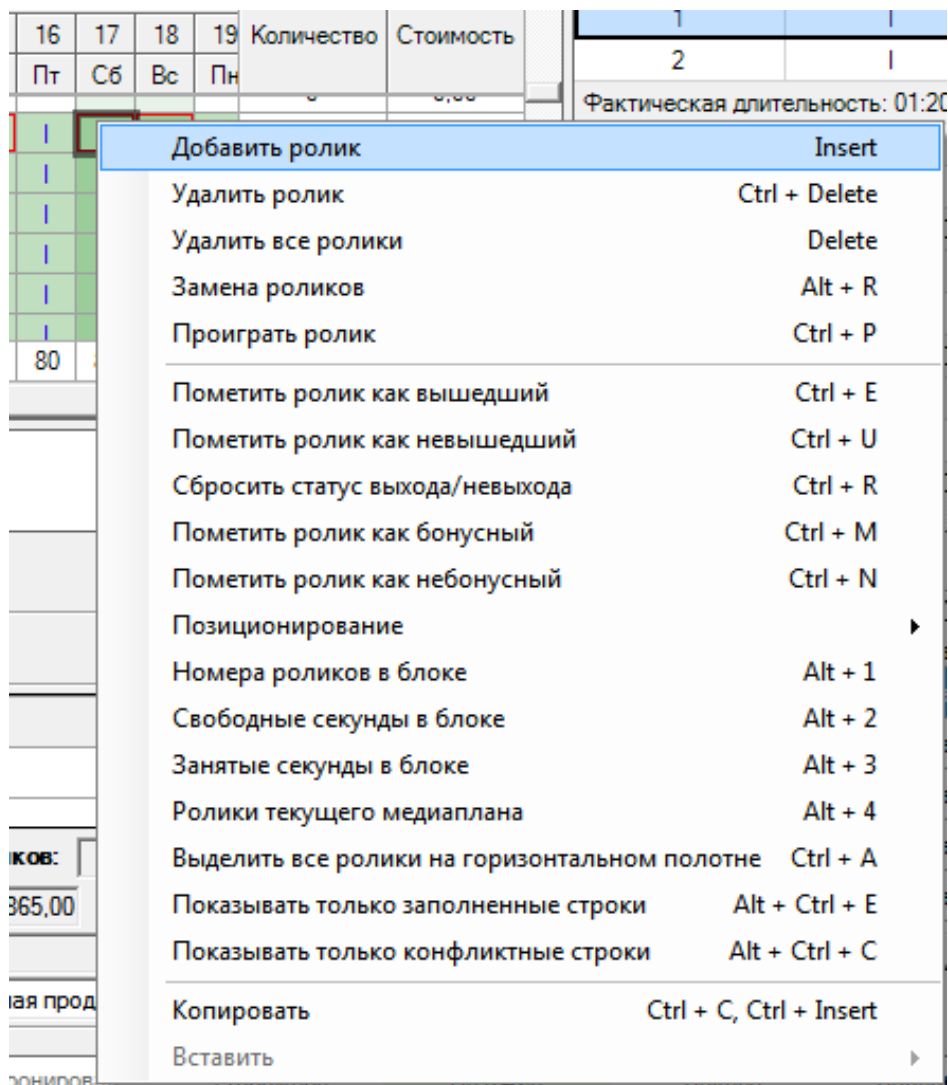 16 17 18 19 Количество Стоимость
Пт Сб Вс Пн
1 I
2 I
Фактическая длительность: 01:20
I
Добавить ролик Insert
I
Удалить ролик Ctrl + Delete
I
Удалить все ролики Delete
I
Замена роликов Alt + R
I
I
Проиграть ролик Ctrl + P
80
Пометить ролик как вышедший Ctrl + E
Пометить ролик как невышедший Ctrl + U
Сбросить статус выхода/невыхода Ctrl + R
Пометить ролик как бонусный Ctrl + M
Пометить ролик как небонусный Ctrl + N
Позиционирование
Номера роликов в блоке Alt + 1
Свободные секунды в блоке Alt + 2
Занятые секунды в блоке Alt + 3
Ролики текущего медиаплана Alt + 4
ков:
Выделить все ролики на горизонтальном полотне Ctrl + A
365,00
Показывать только заполненные строки Alt + Ctrl + E
Показывать только конфликтные строки Alt + Ctrl + C
ая прод
Копировать Ctrl + C, Ctrl + Insert
Вставить